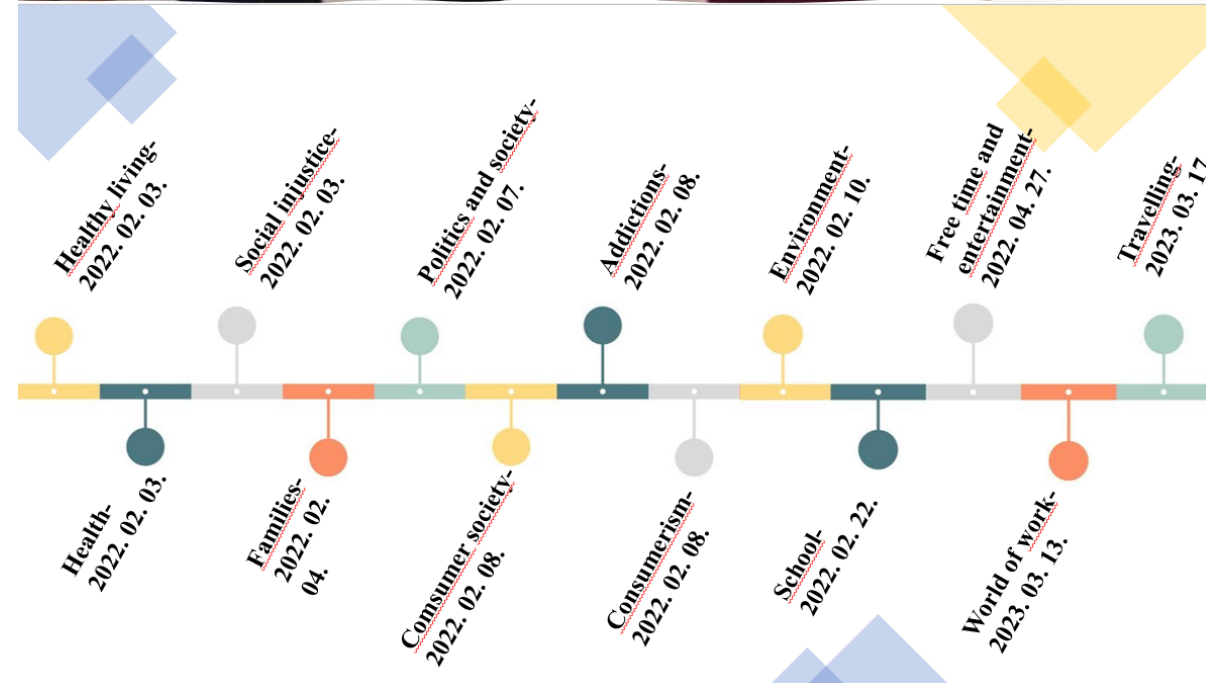 Healthy living-
2022. 02. 03.
Health-
2022. 02. 03.
Social injustice-
2022. 02. 03.
Families-
2022. 02.
04.
Politics and society-
2022. 02. 07.
Comsumer society-
2022. 02. 08.
Addictions-
2022. 02. 08.
Consumerism-
2022. 02. 08.
Environment-
2022. 02. 10.
School-
2022. 02. 22.
Free time and
entertainment-
2022. 04. 27.
World of work-
2023. 03. 13.
Travelling-
2023. 03. 17